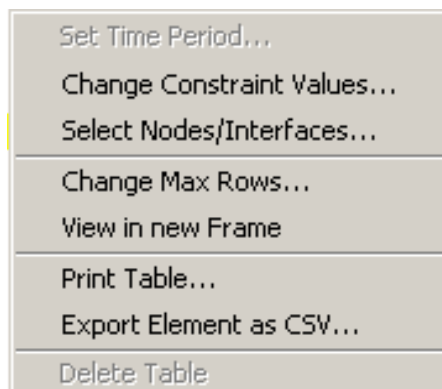 Set Time Period...
Change Constraint Values...
Select Nodes/Interfaces...
Change Max Rows...
View in new Frame
Print Table...
Export Element as CSV...
Delete Table